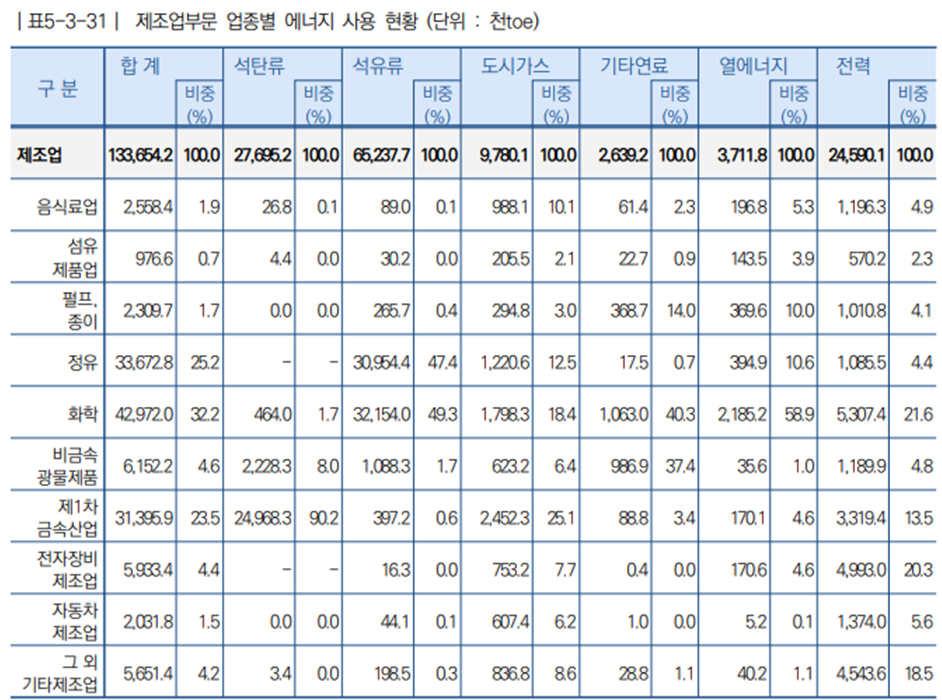 | 표5-3-31 | 제조업부문 업종별 에너지 사용 현황 (단위 : 천toe)
구 분 합 계 석탄류 석유류 도시가스 기타연료 열에너지 전력
비중 비중 비중 비중 비중 비중 비중
(%) (%) (%) (%) (%) (%) (%)
제조업 133,654.2 100.0 27,695.2 100.0 65,237.7 100.0 9,780.1 100.0 2,639.2 100.0 3,711.8 100.0 24,590.1 100.0
음식료업 2,558.4 1.9 26.8 0.1 89.0 0.1 988.1 10.1 61.4 2.3 196.8 5.3 1,196.3 4.9
섬유
제품업 976.6 0.7 4.4 0.0 30.2 0.0 205.5 2.1 22.7 0.9 143.5 3.9 570.2 2.3
펄프,
종이 2,309.7 1.7 0.0 0.0 265.7 0.4 294.8 3.0 368.7 14.0 369.6 10.0 1,010.8 4.1
정유 33,672.8 25.2 – – 30,954.4 47.4 1,220.6 12.5 17.5 0.7 394.9 10.6 1,085.5 4.4
화학 42,972.0 32.2 464.0 1.7 32,154.0 49.3 1,798.3 18.4 1,063.0 40.3 2,185.2 58.9 5,307.4 21.6
비금속
광물제품 6,152.2 4.6 2,228.3 8.0 1,088.3 1.7 623.2 6.4 986.9 37.4 35.6 1.0 1,189.9 4.8
제1차
금속산업 31,395.9 23.5 24,968.3 90.2 397.2 0.6 2,452.3 25.1 88.8 3.4 170.1 4.6 3,319.4 13.5
전자장비
제조업 5,933.4 4.4 – – 16.3 0.0 753.2 7.7 0.4 0.0 170.6 4.6 4,993.0 20.3
자동차
제조업 2,031.8 1.5 0.0 0.0 44.1 0.1 607.4 6.2 1.0 0.0 5.2 0.1 1,374.0 5.6
그 외
기타제조업 5,651.4 4.2 3.4 0.0 198.5 0.3 836.8 8.6 28.8 1.1 40.2 1.1 4,543.6 18.5